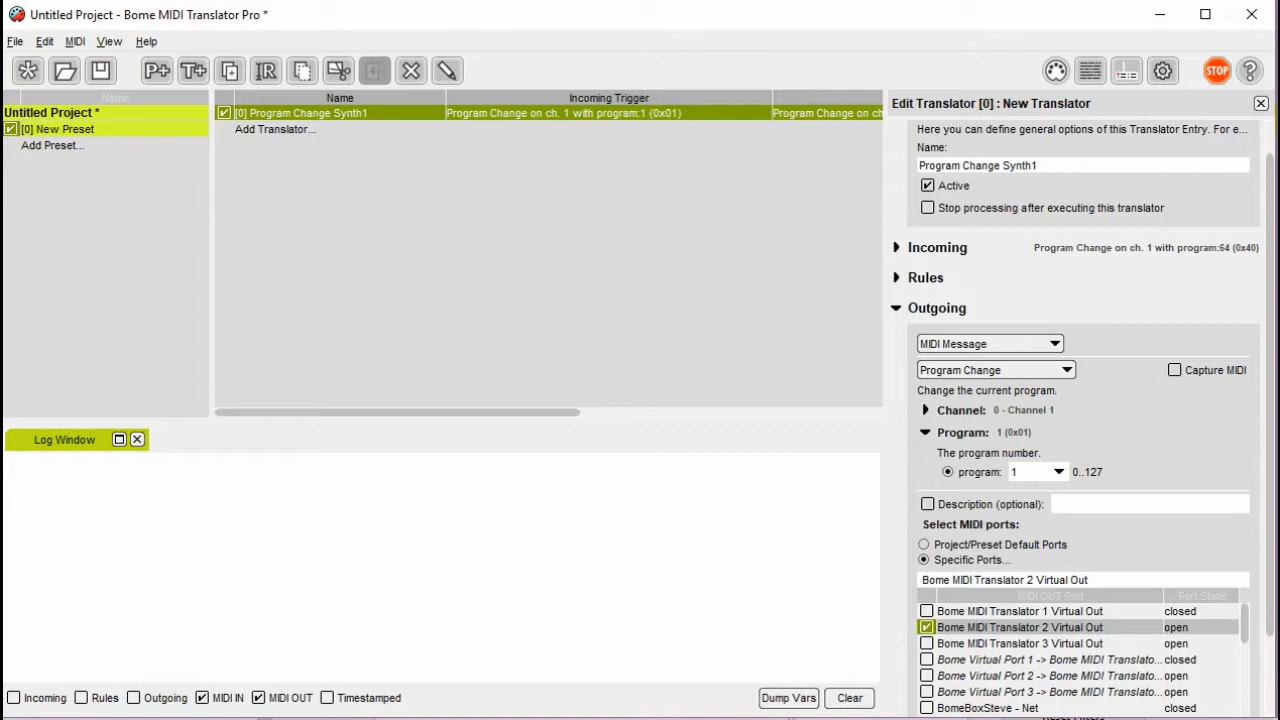 Untitled Project - Bome MIDI Translator Pro *
File Edit MIDI View Help
P+ T+ IR STOP ?
Name
Untitled Project *
[0] New Preset
Add Preset...
Name Incoming Trigger
[0] Program Change Synth1 Program Change on ch. 1 with program:1 (0x01) Program Change on ch
Add Translator...
Log Window
Incoming Rules Outgoing MIDI IN MIDI OUT Timestamped Dump Vars Clear
Edit Translator [0] : New Translator
Here you can define general options of this Translator Entry. For e...
Name:
Program Change Synth1
Active
Stop processing after executing this translator
Incoming Program Change on ch. 1 with program:64 (0x40)
Rules
Outgoing
MIDI Message
Program Change Capture MIDI
Change the current program.
Channel: 0 - Channel 1
Program: 1 (0x01)
The program number.
program: 1 0..127
Description (optional):
Select MIDI ports:
Project/Preset Default Ports
Specific Ports...
Bome MIDI Translator 2 Virtual Out
MIDI OUT Port Port State
Bome MIDI Translator 1 Virtual Out closed
Bome MIDI Translator 2 Virtual Out open
Bome MIDI Translator 3 Virtual Out open
Bome Virtual Port 1 -> Bome MIDI Translato... closed
Bome Virtual Port 2 -> Bome MIDI Translato... open
Bome Virtual Port 3 -> Bome MIDI Translato... open
BomeBoxSteve - Net closed